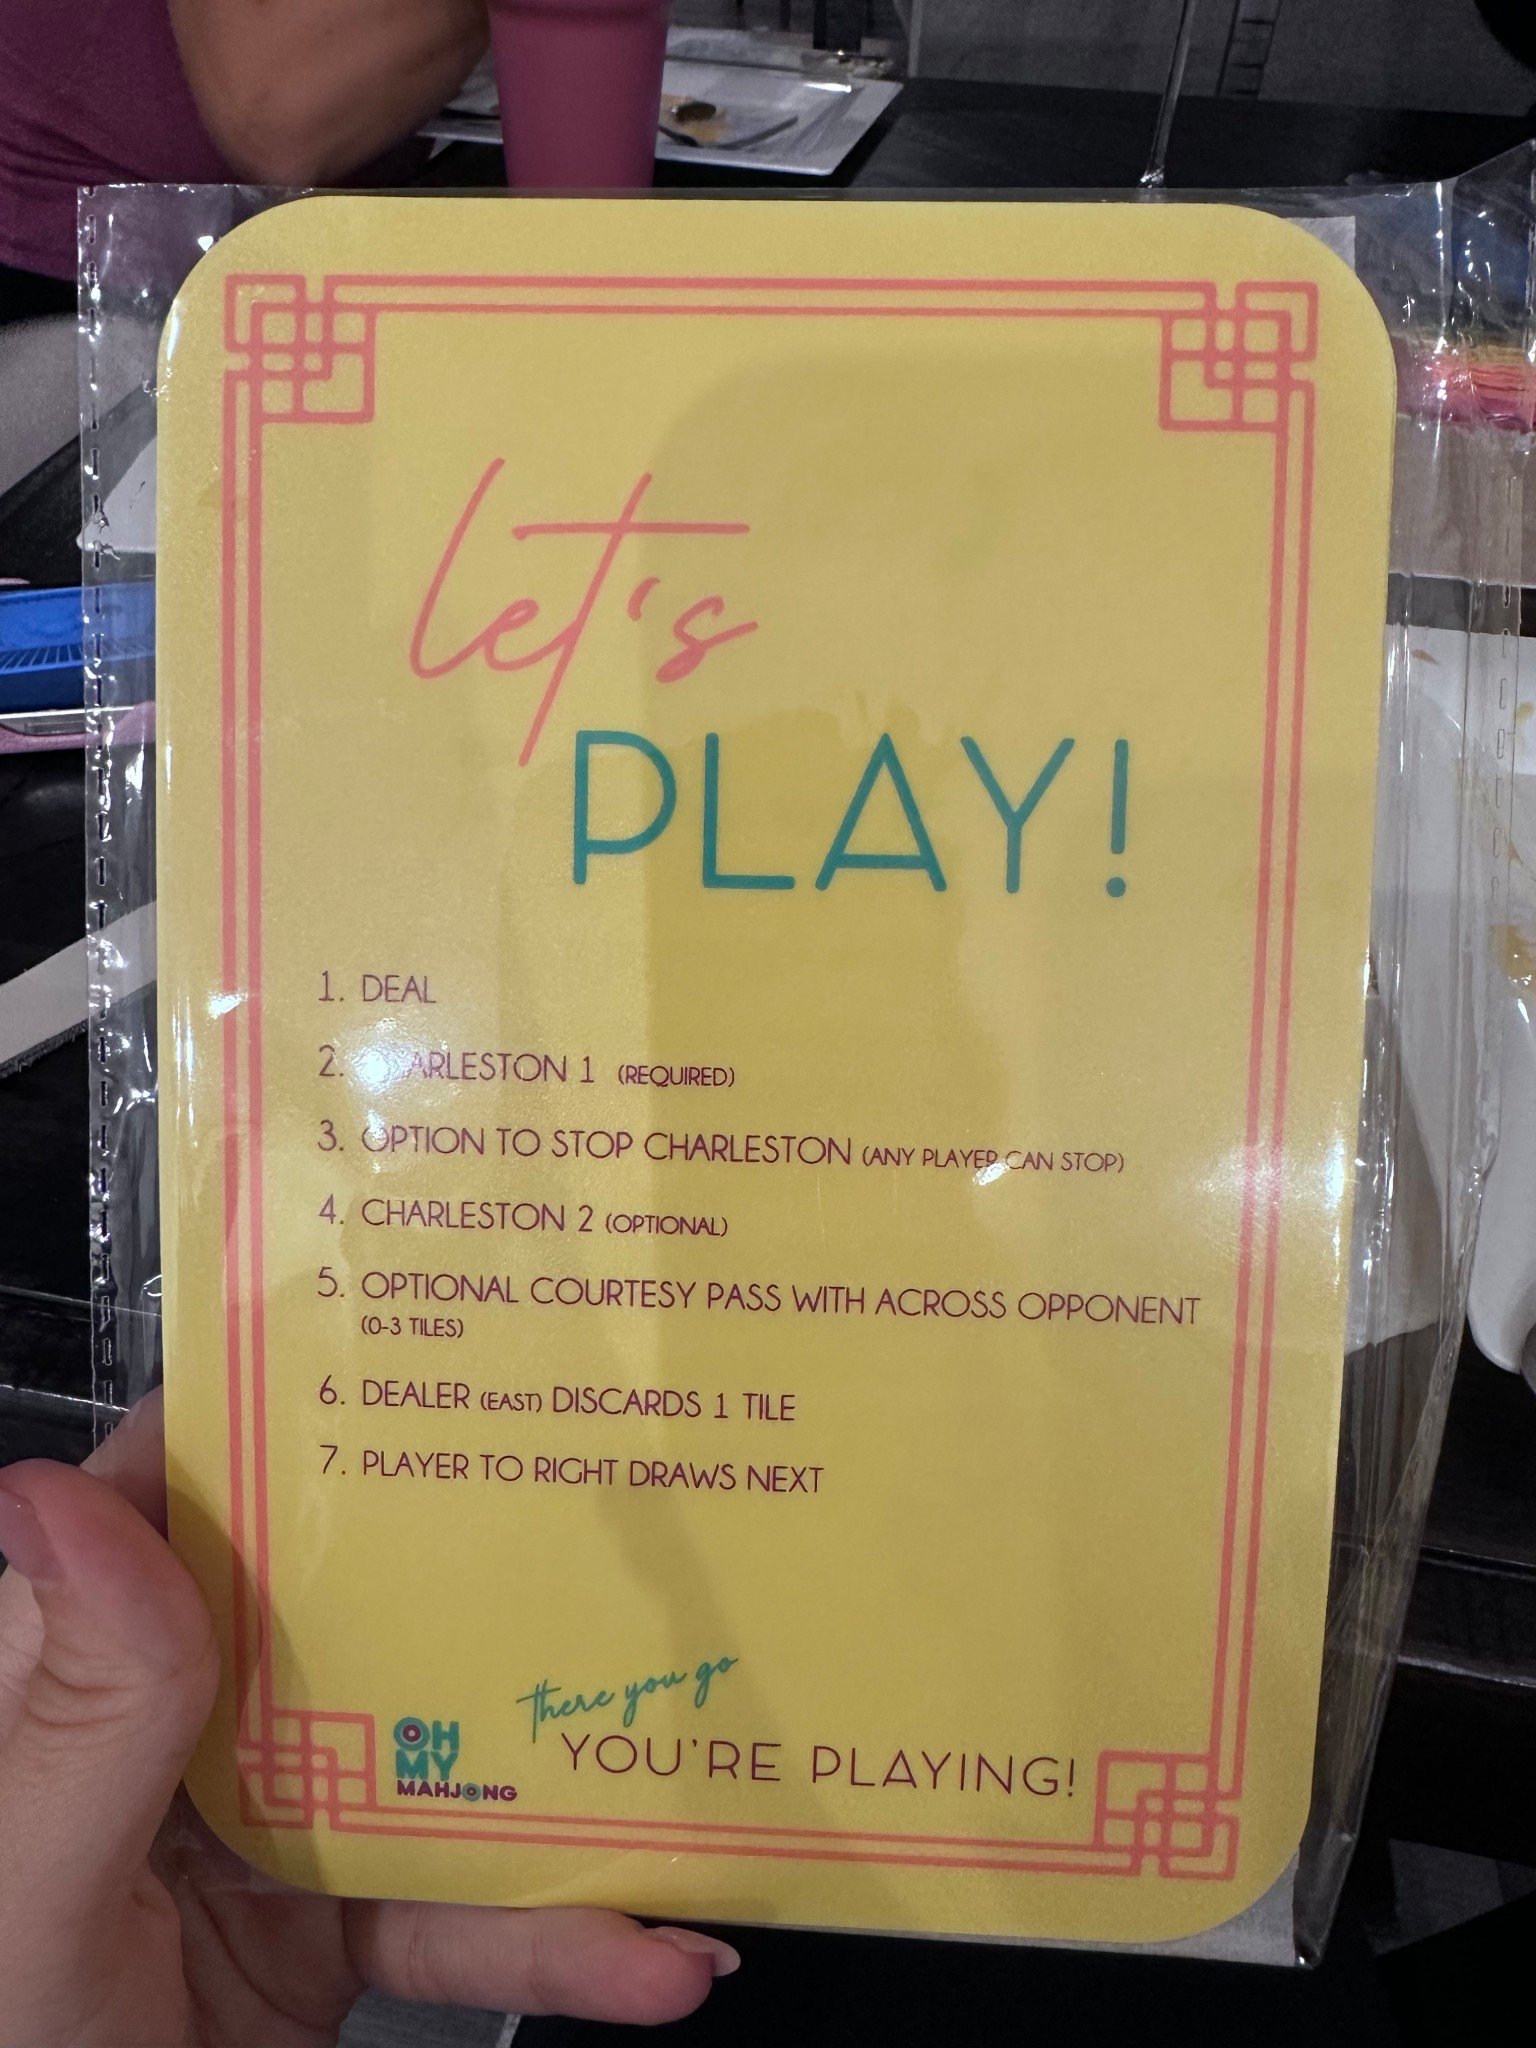 let's
PLAY!
1. DEAL
2. CHARLESTON 1 (REQUIRED)
3. OPTION TO STOP CHARLESTON (ANY PLAYER CAN STOP)
4. CHARLESTON 2 (OPTIONAL)
5. OPTIONAL COURTESY PASS WITH ACROSS OPPONENT
(0-3 TILES)
6. DEALER (EAST) DISCARDS 1 TILE
7. PLAYER TO RIGHT DRAWS NEXT
there you go
YOU'RE PLAYING!
OH
MY
MAHJONG